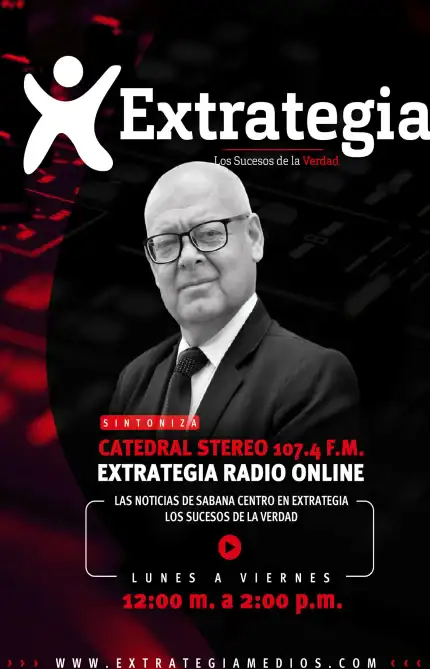 Extrategia
Los Sucesos de la Verdad
SINTONIZA
CATEDRAL STEREO 107.4 F.M.
EXTRATEGIA RADIO ONLINE
LAS NOTICIAS DE SABANA CENTRO EN EXTRATEGIA
LOS SUCESOS DE LA VERDAD
LUNES A VIERNES
12:00 m. a 2:00 p.m.
› › › WWW.EXTRATEGIAMEDIOS.COM ‹ ‹ ‹